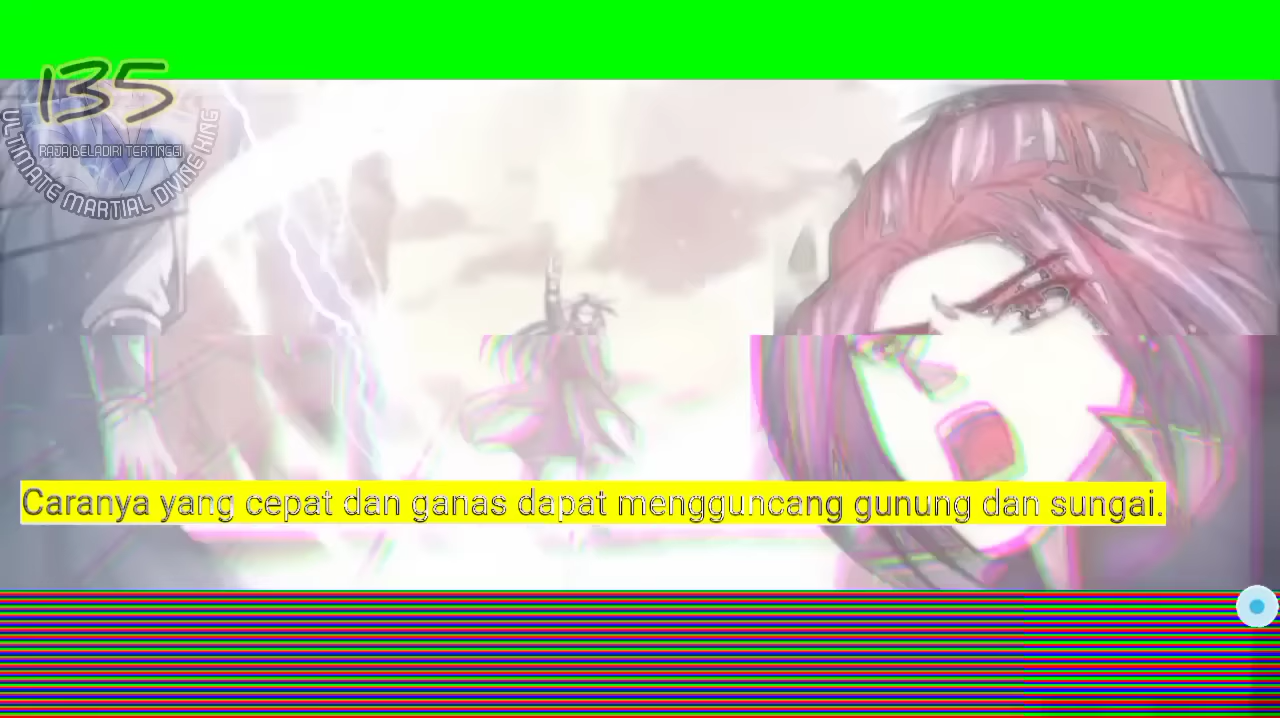 135
RAJA BELADIRI TERTINGGI
ULTIMATE MARTIAL DIVINE KING
Caranya yang cepat dan ganas dapat mengguncang gunung dan sungai.